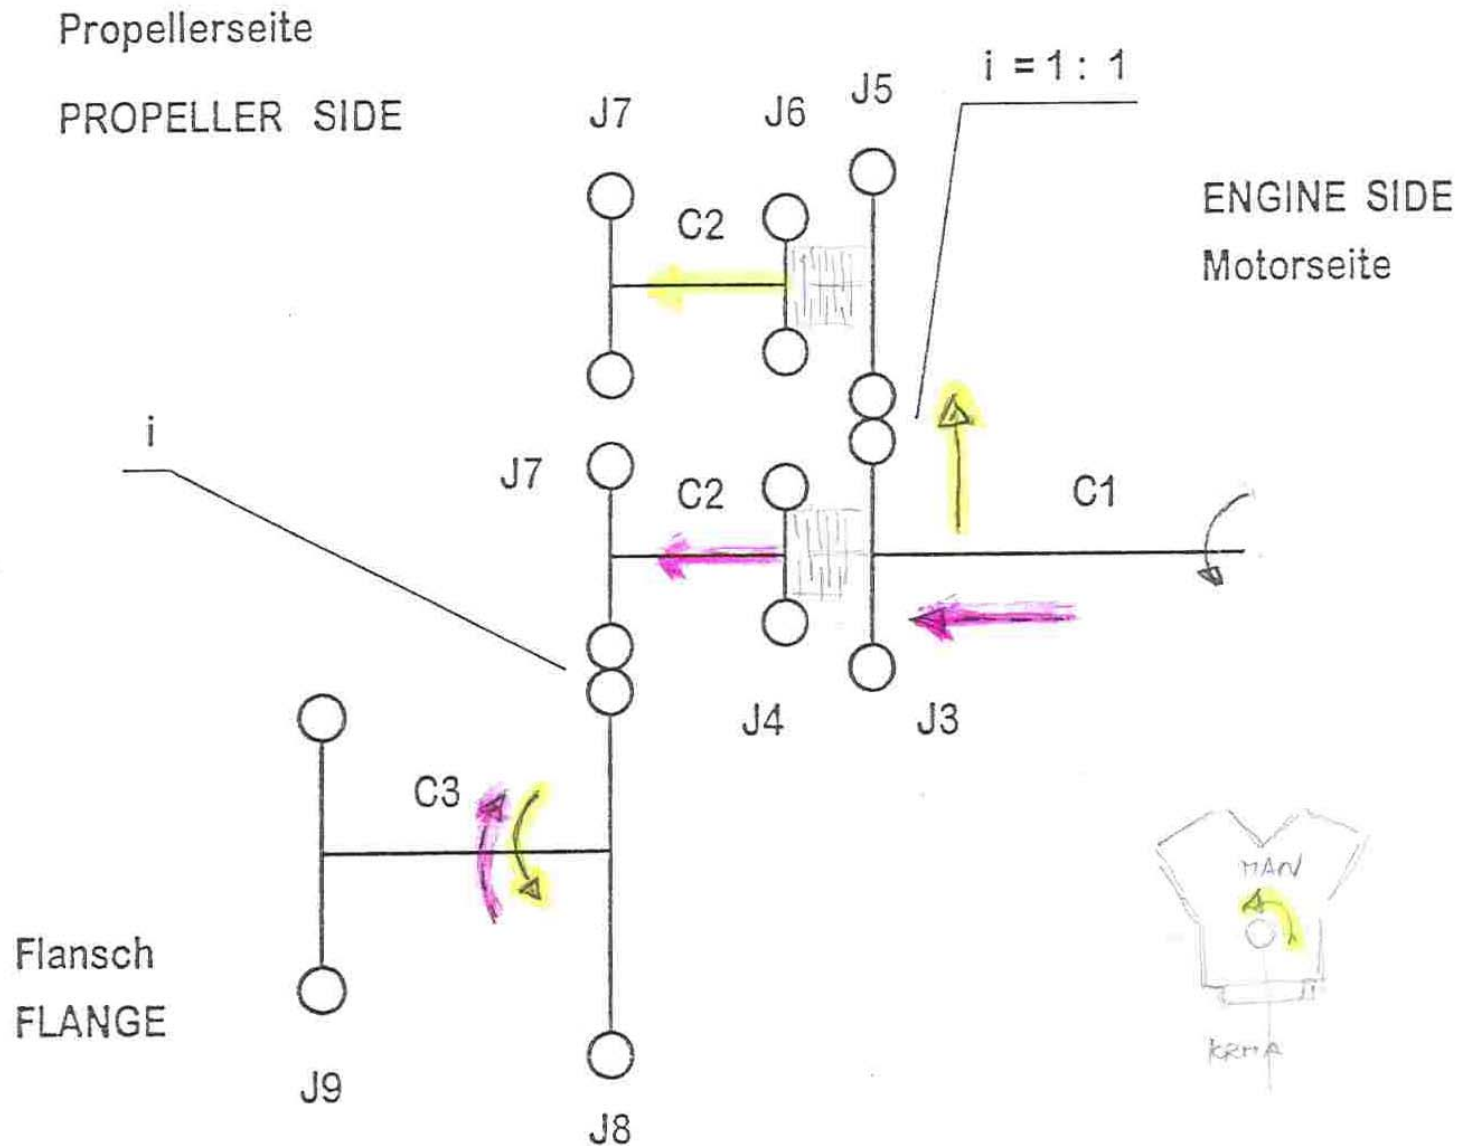 Propellerseite
PROPELLER SIDE
i = 1 : 1
J5
J7
J6
ENGINE SIDE
Motorseite
C2
i
J7
C2
C1
J4
J3
C3
MAN
Flansch
FLANGE
KRMA
J9
J8